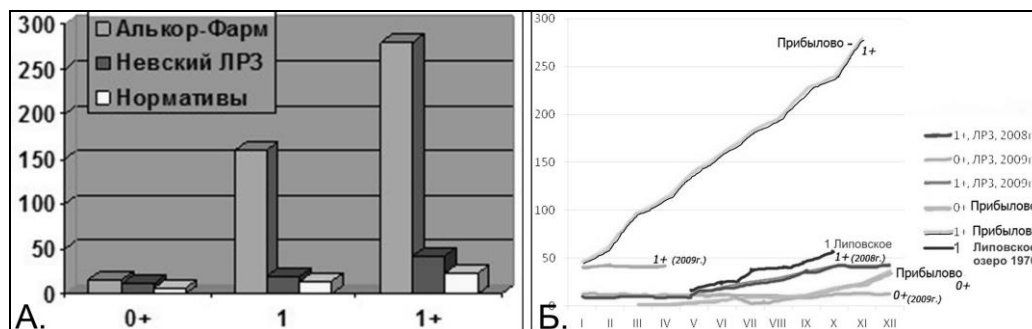 300
250
200
150
100
50
0
Алькор-Фарм
Невский ЛРЗ
Нормативы
0+
1
1+
А.
300
250
200
150
100
50
0
Прибылово -
1+
1+ (2009г.)
1 Липовское
1+ (2008г.)
Прибылово
0+
0+ (2009г.)
I II III IV V VI VII VIII IX X XI XII
Б.
1+, ЛРЗ, 2008г
0+, ЛРЗ, 2009г
1+, ЛРЗ, 2009г
0+ Прибылово
1+ Прибылово
1 Липовское
озеро 1970